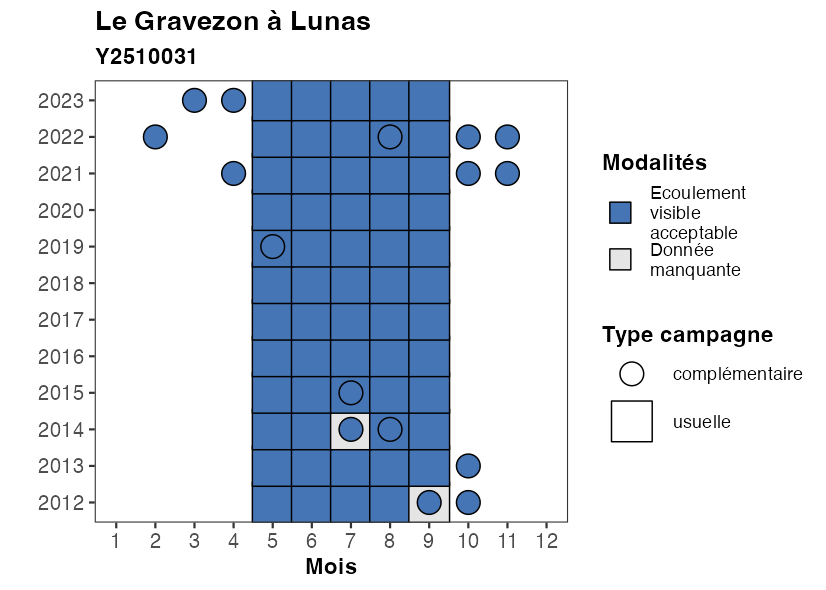 Le Gravezon à Lunas
Y2510031
2023
2022
2021
2020
2019
2018
2017
2016
2015
2014
2013
2012
1 2 3 4 5 6 7 8 9 10 11 12
Mois
Modalités
Ecoulement
visible
acceptable
Donnée
manquante
Type campagne
complémentaire
usuelle